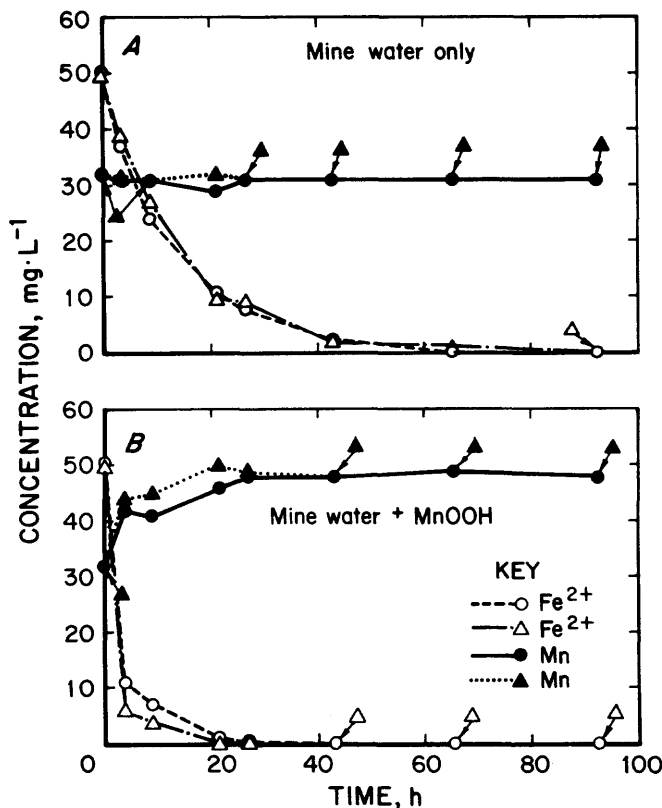 CONCENTRATION, mg·L⁻¹
60
A
Mine water only
50
40
30
20
10
0
60
B
50
40
Mine water + MnOOH
30
KEY
Fe²⁺
Fe²⁺
20
Mn
Mn
10
0 20 40 60 80 100
TIME, h